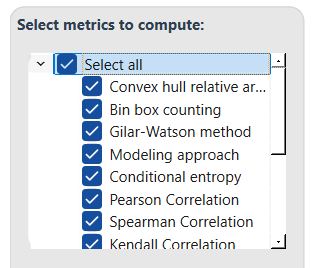 Select metrics to compute:
Select all
Convex hull relative ar...
Bin box counting
Gilar-Watson method
Modeling approach
Conditional entropy
Pearson Correlation
Spearman Correlation
Kendall Correlation